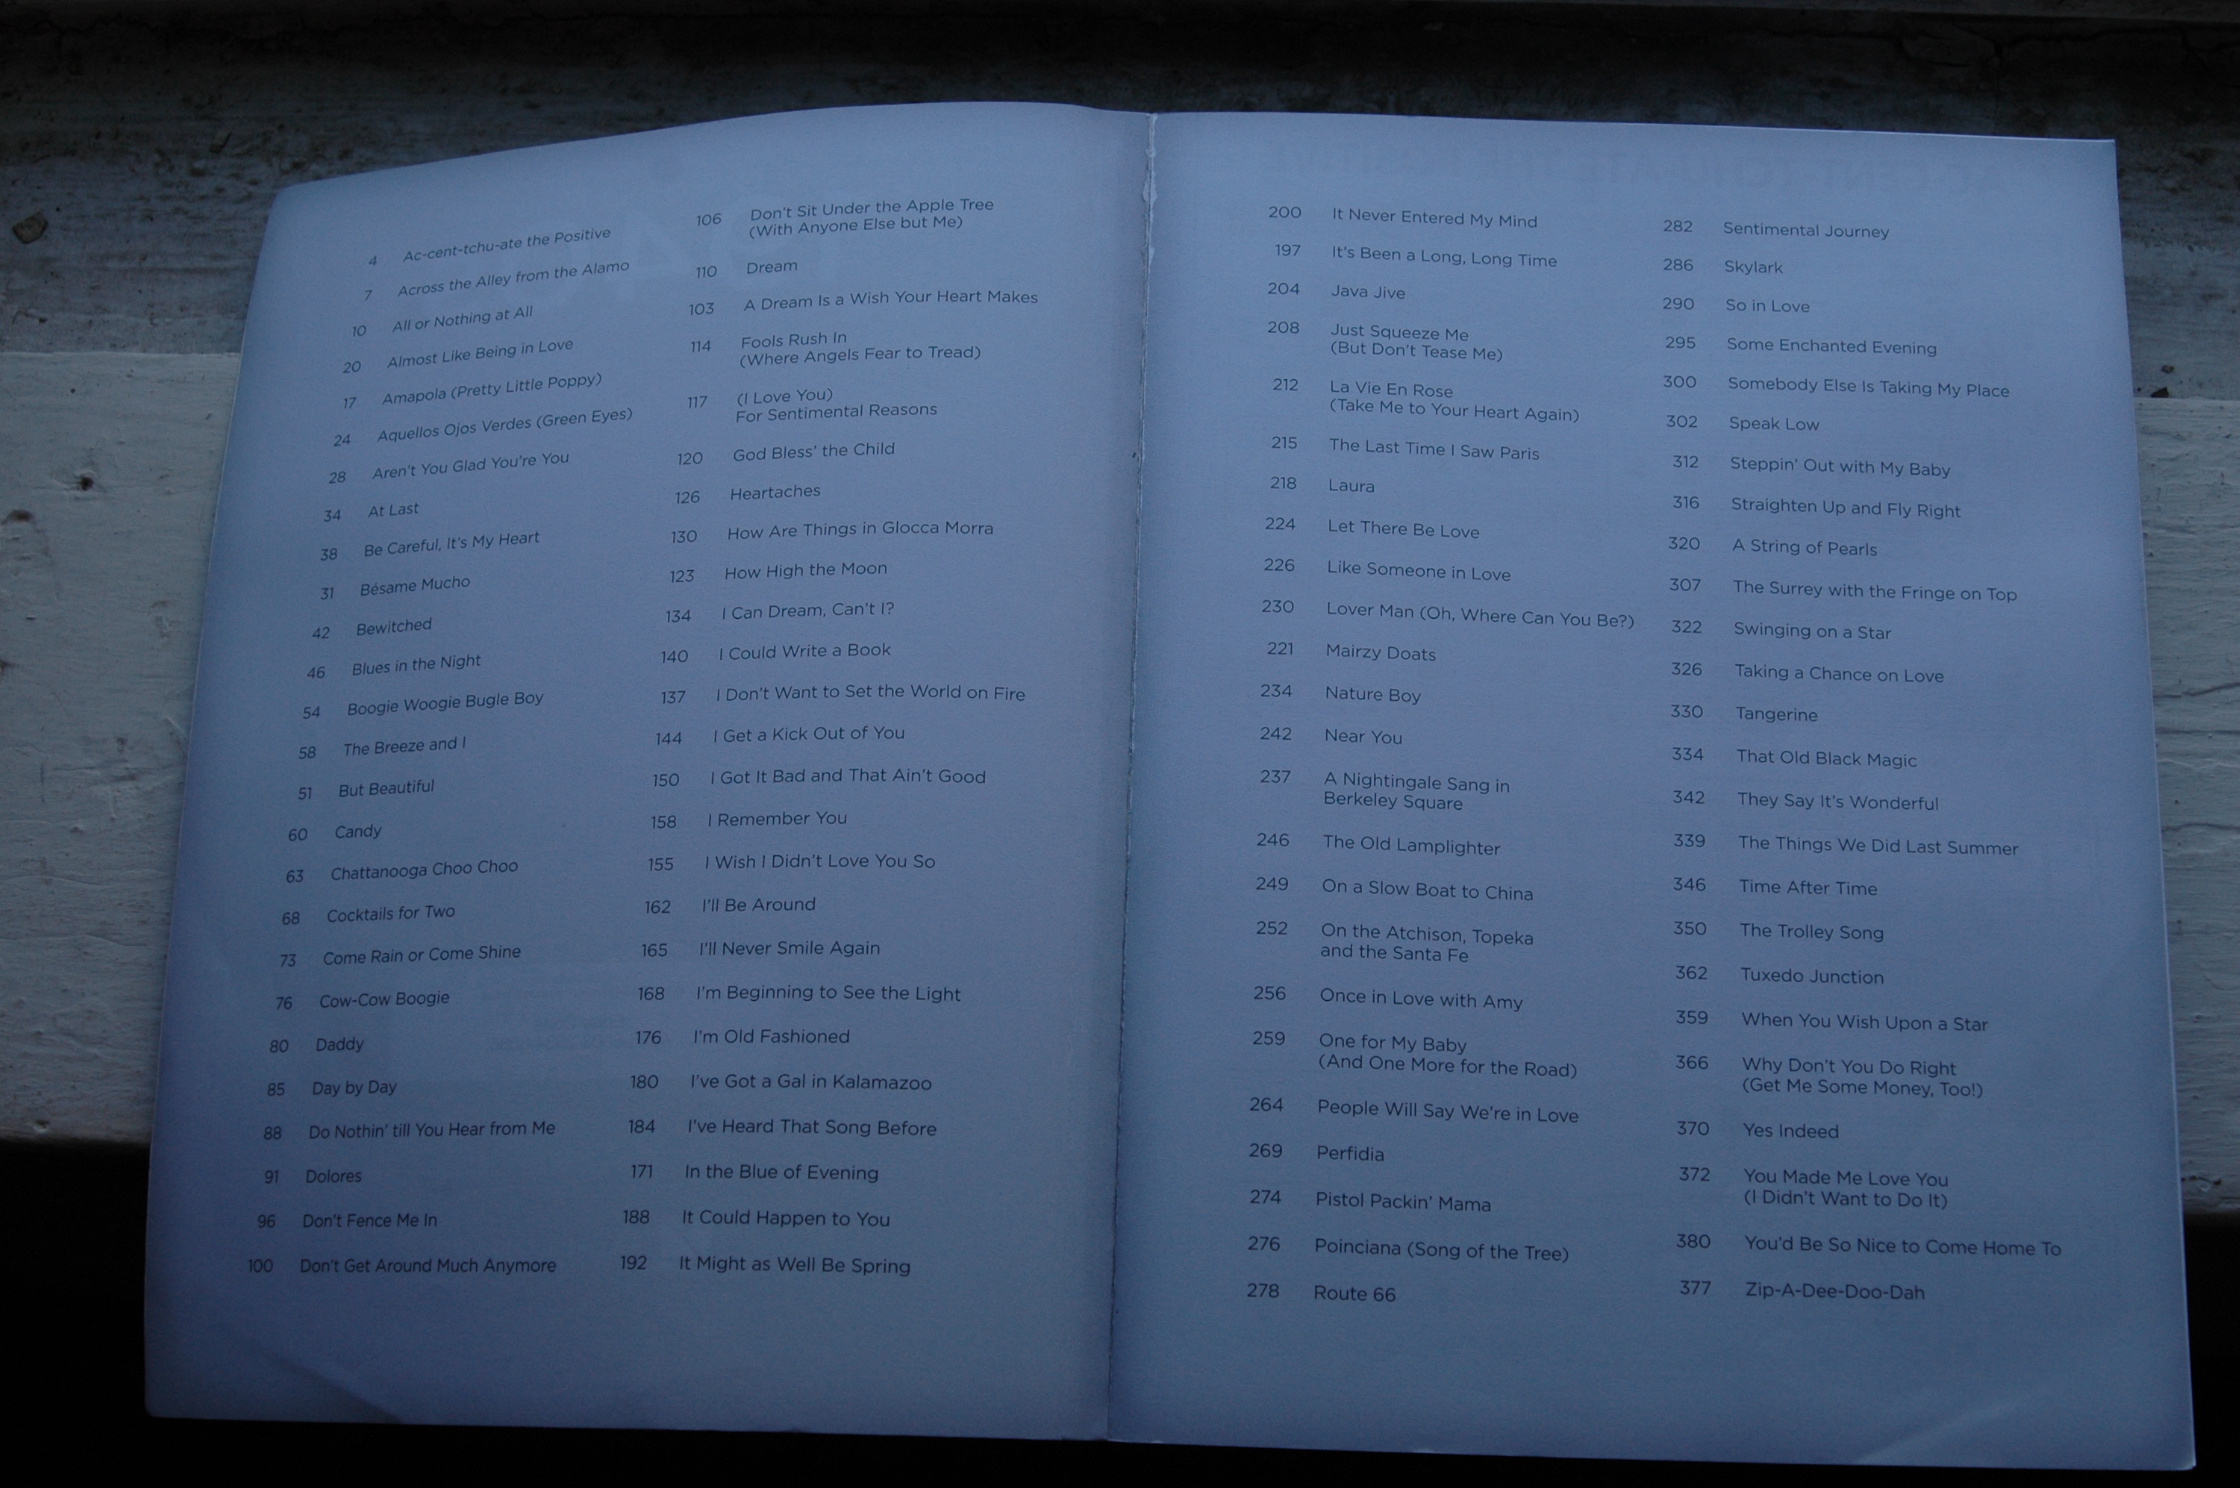 4 Ac-cent-tchu-ate the Positive
7 Across the Alley from the Alamo
10 All or Nothing at All
20 Almost Like Being in Love
17 Amapola (Pretty Little Poppy)
24 Aquellos Ojos Verdes (Green Eyes)
28 Aren't You Glad You're You
34 At Last
38 Be Careful, It's My Heart
31 Bésame Mucho
42 Bewitched
46 Blues in the Night
54 Boogie Woogie Bugle Boy
58 The Breeze and I
51 But Beautiful
60 Candy
63 Chattanooga Choo Choo
68 Cocktails for Two
73 Come Rain or Come Shine
76 Cow-Cow Boogie
80 Daddy
85 Day by Day
88 Do Nothin' till You Hear from Me
91 Dolores
96 Don't Fence Me In
100 Don't Get Around Much Anymore
106 Don't Sit Under the Apple Tree
(With Anyone Else but Me)
110 Dream
103 A Dream Is a Wish Your Heart Makes
114 Fools Rush In
(Where Angels Fear to Tread)
117 (I Love You)
For Sentimental Reasons
120 God Bless' the Child
126 Heartaches
130 How Are Things in Glocca Morra
123 How High the Moon
134 I Can Dream, Can't I?
140 I Could Write a Book
137 I Don't Want to Set the World on Fire
144 I Get a Kick Out of You
150 I Got It Bad and That Ain't Good
158 I Remember You
155 I Wish I Didn't Love You So
162 I'll Be Around
165 I'll Never Smile Again
168 I'm Beginning to See the Light
176 I'm Old Fashioned
180 I've Got a Gal in Kalamazoo
184 I've Heard That Song Before
171 In the Blue of Evening
188 It Could Happen to You
192 It Might as Well Be Spring
200 It Never Entered My Mind
197 It's Been a Long, Long Time
204 Java Jive
208 Just Squeeze Me
(But Don't Tease Me)
212 La Vie En Rose
(Take Me to Your Heart Again)
215 The Last Time I Saw Paris
218 Laura
224 Let There Be Love
226 Like Someone in Love
230 Lover Man (Oh, Where Can You Be?)
221 Mairzy Doats
234 Nature Boy
242 Near You
237 A Nightingale Sang in
Berkeley Square
246 The Old Lamplighter
249 On a Slow Boat to China
252 On the Atchison, Topeka
and the Santa Fe
256 Once in Love with Amy
259 One for My Baby
(And One More for the Road)
264 People Will Say We're in Love
269 Perfidia
274 Pistol Packin' Mama
276 Poinciana (Song of the Tree)
278 Route 66
282 Sentimental Journey
286 Skylark
290 So in Love
295 Some Enchanted Evening
300 Somebody Else Is Taking My Place
302 Speak Low
312 Steppin' Out with My Baby
316 Straighten Up and Fly Right
320 A String of Pearls
307 The Surrey with the Fringe on Top
322 Swinging on a Star
326 Taking a Chance on Love
330 Tangerine
334 That Old Black Magic
342 They Say It's Wonderful
339 The Things We Did Last Summer
346 Time After Time
350 The Trolley Song
362 Tuxedo Junction
359 When You Wish Upon a Star
366 Why Don't You Do Right
(Get Me Some Money, Too!)
370 Yes Indeed
372 You Made Me Love You
(I Didn't Want to Do It)
380 You'd Be So Nice to Come Home To
377 Zip-A-Dee-Doo-Dah